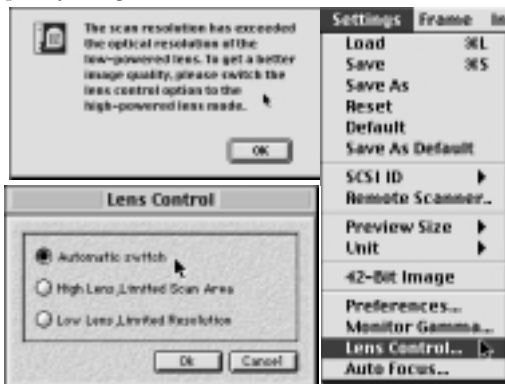 The scan resolution has exceeded
the optical resolution of the
low-powered lens. To get a better
image quality, please switch the
lens control option to the
high-powered lens mode.
OK
Lens Control
Automatic switch
High Lens,Limited Scan Area
Low Lens,Limited Resolution
Ok Cancel
Settings Frame
Load ⌘L
Save ⌘S
Save As
Reset
Default
Save As Default
SCSI ID
Remote Scanner...
Preview Size
Unit
42-Bit Image
Preferences...
Monitor Gamma...
Lens Control...
Auto Focus...